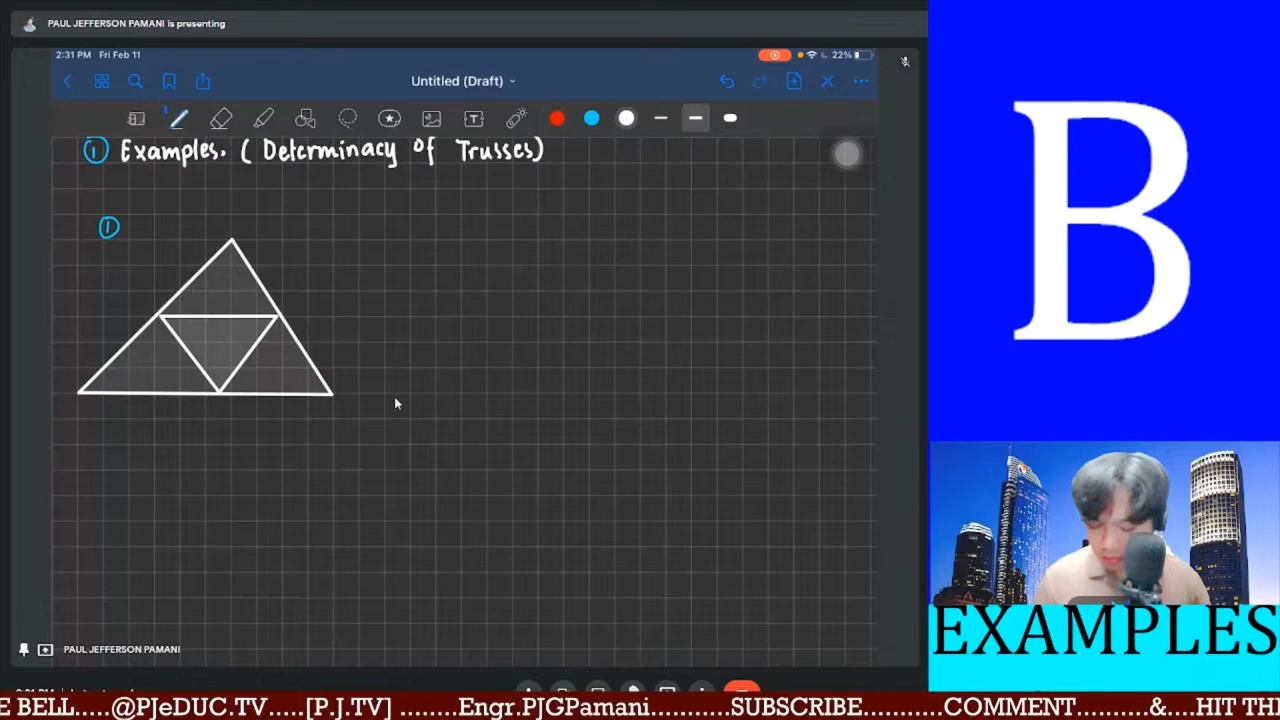 PAUL JEFFERSON PAMANI is presenting
2:31 PM Fri Feb 11
22%
Untitled (Draft)
T
① Examples. (Determinacy of Trusses)
①
PAUL JEFFERSON PAMANI
B
EXAMPLES
E BELL.....@PJeDUC.TV.....[P.J.TV] ......Engr.PJGPamani..........SUBSCRIBE..........COMMENT..........&....HIT TH